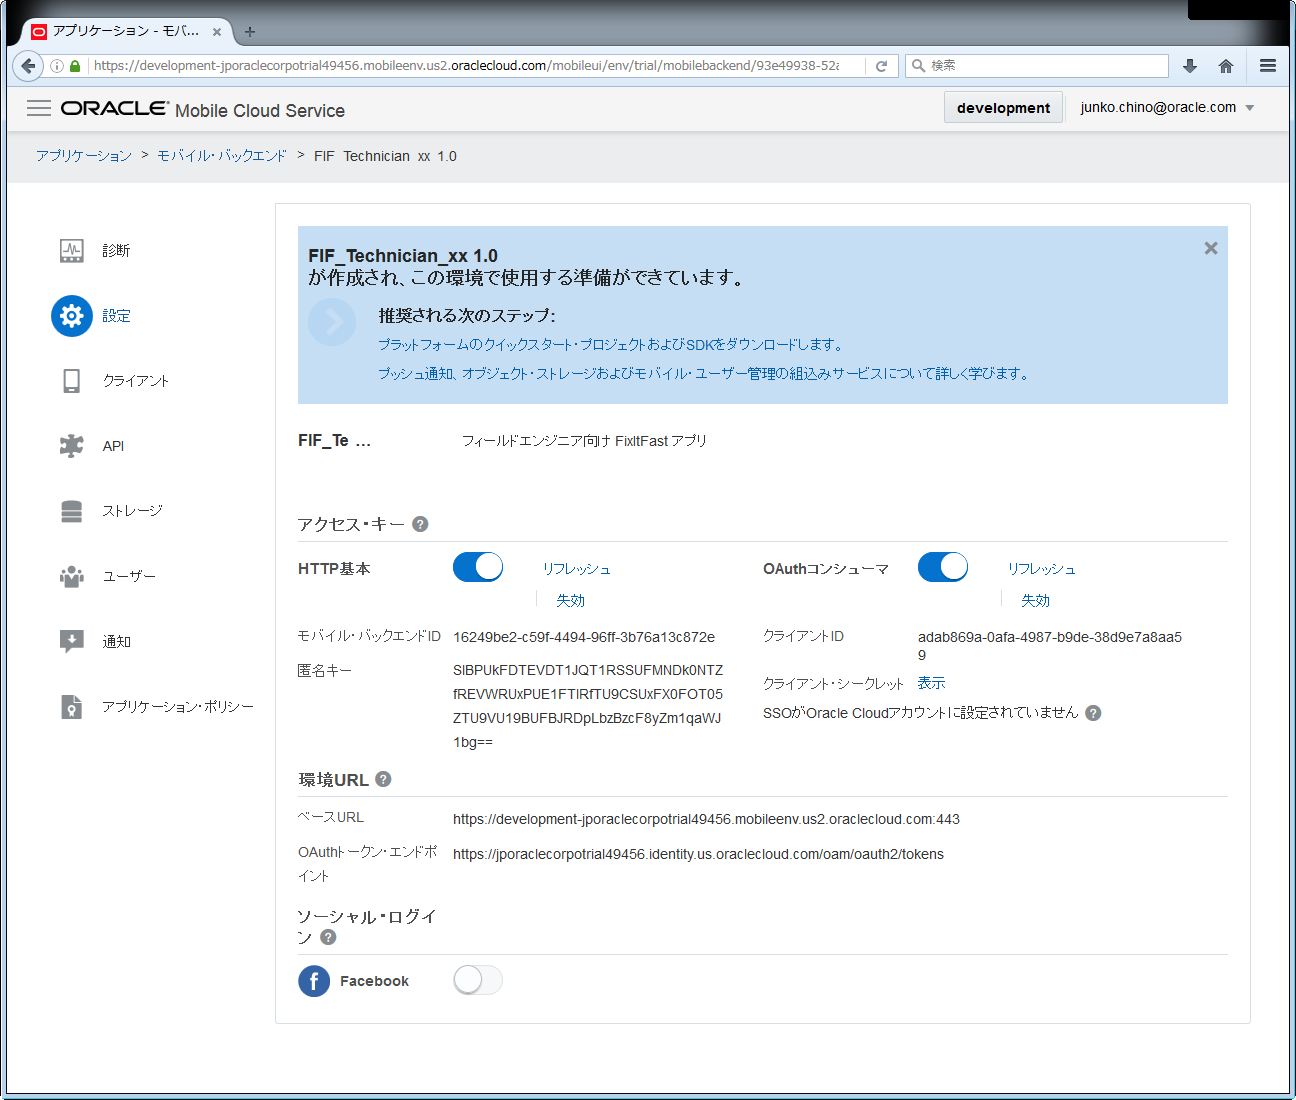 アプリケーション - モバ...
https://development-jporaclecorpotrial49456.mobileenv.us2.oraclecloud.com/mobileui/env/trial/mobilebackend/93e49938-52a
検索
ORACLE Mobile Cloud Service
development
junko.chino@oracle.com
アプリケーション > モバイル・バックエンド > FIF Technician xx 1.0
診断
設定
クライアント
API
ストレージ
ユーザー
通知
アプリケーション・ポリシー
FIF_Technician_xx 1.0
が作成され、この環境で使用する準備ができています。
推奨される次のステップ:
プラットフォームのクイックスタート・プロジェクトおよびSDKをダウンロードします。
プッシュ通知、オブジェクト・ストレージおよびモバイル・ユーザー管理の組込みサービスについて詳しく学びます。
FIF_Te ...
フィールドエンジニア向け FixItFast アプリ
アクセス・キー
HTTP基本
リフレッシュ
失効
モバイル・バックエンドID 16249be2-c59f-4494-96ff-3b76a13c872e
匿名キー
SlBPUkFDTEVDT1JQT1RSSUFMNDk0NTZ
fREVWRUxPUE1FTlRfTU9CSUxFX0FOT05
ZTU9VU19BUFBJRDpLbzBzcF8yZm1qaWJ
1bg==
OAuthコンシューマ
リフレッシュ
失効
クライアントID
adab869a-0afa-4987-b9de-38d9e7a8aa5
9
クライアント・シークレット 表示
SSOがOracle Cloudアカウントに設定されていません
環境URL
ベースURL
https://development-jporaclecorpotrial49456.mobileenv.us2.oraclecloud.com:443
OAuthトークン・エンドポ
イント
https://jporaclecorpotrial49456.identity.us.oraclecloud.com/oam/oauth2/tokens
ソーシャル・ログイ
ン
Facebook